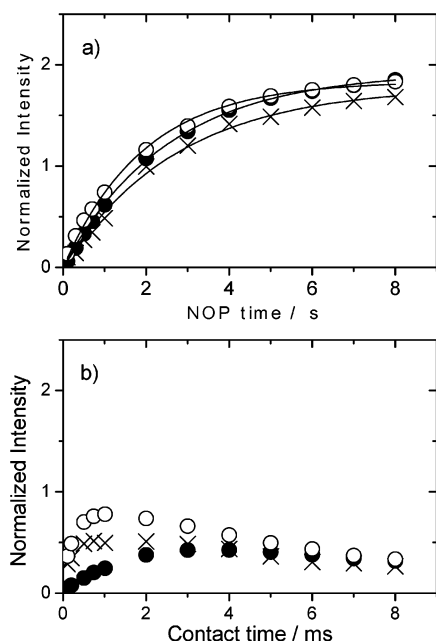 a)
Normalized Intensity
2
1
0
0 2 4 6 8
NOP time / s
b)
Normalized Intensity
2
1
0
0 2 4 6 8
Contact time / ms